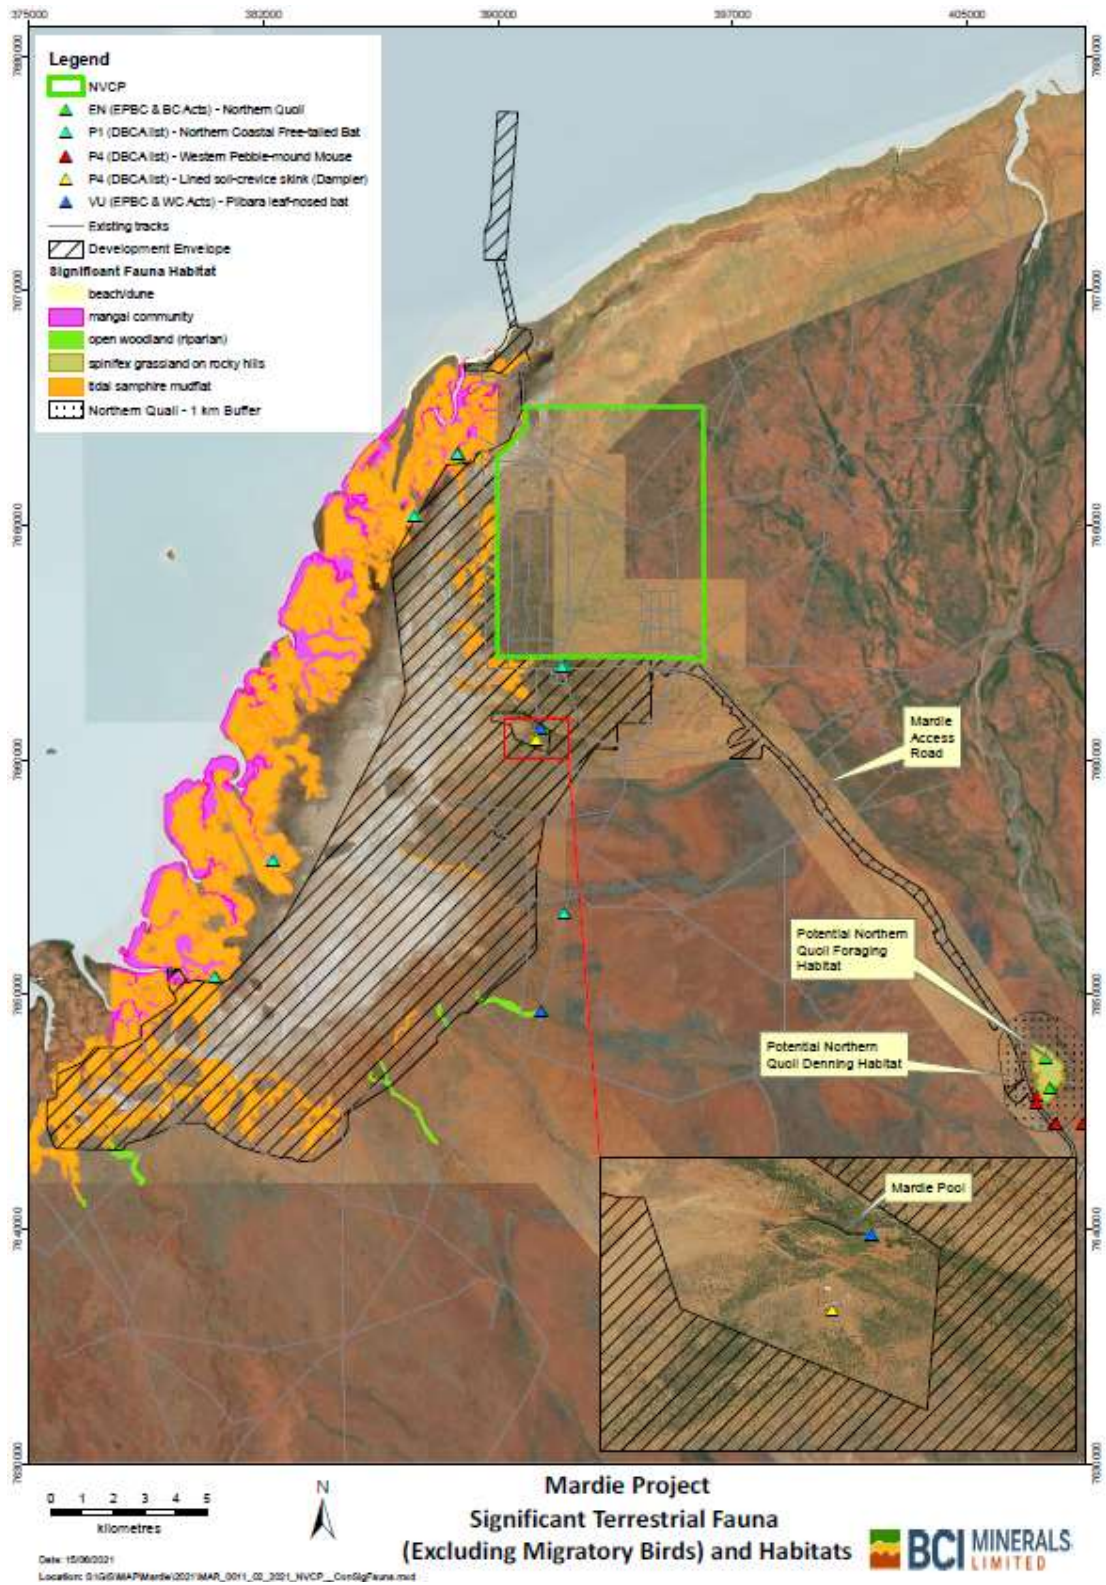 375000 382000 390000 397000 405000
Legend
NVCP
EN (EPBC & BC Acts) - Northern Quoll
P1 (DBCA list) - Northern Coastal Free-tailed Bat
P4 (DBCA list) - Western Pebble-mound Mouse
P4 (DBCA list) - Lined soil-crevice skink (Dampier)
VU (EPBC & WC Acts) - Pilbara leaf-nosed bat
Existing tracks
Development Envelope
Significant Fauna Habitat
beach/dune
mangal community
open woodland (riparian)
spinifex grassland on rocky hills
tidal samphire mudflat
Northern Quall - 1 km Buffer
Mardie
Access
Road
Potential Northern
Quoll Foraging
Habitat
Potential Northern
Quoll Denning Habitat
Mardie Pool
0 1 2 3 4 5
kilometres
N
Mardie Project
Significant Terrestrial Fauna
(Excluding Migratory Birds) and Habitats
BCI MINERALS
LIMITED
Date: 15/06/2021